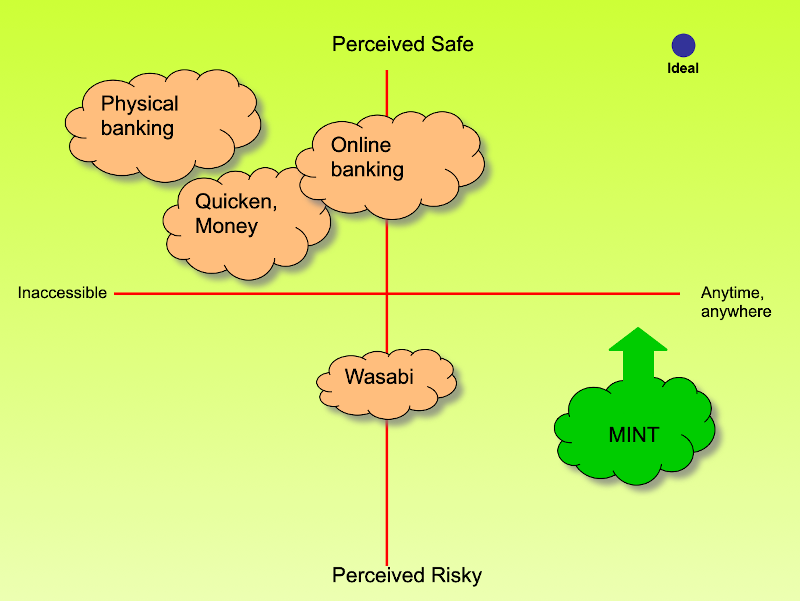 Perceived Safe
Ideal
Physical
banking
Online
banking
Quicken,
Money
Inaccessible
Anytime,
anywhere
Wasabi
MINT
Perceived Risky